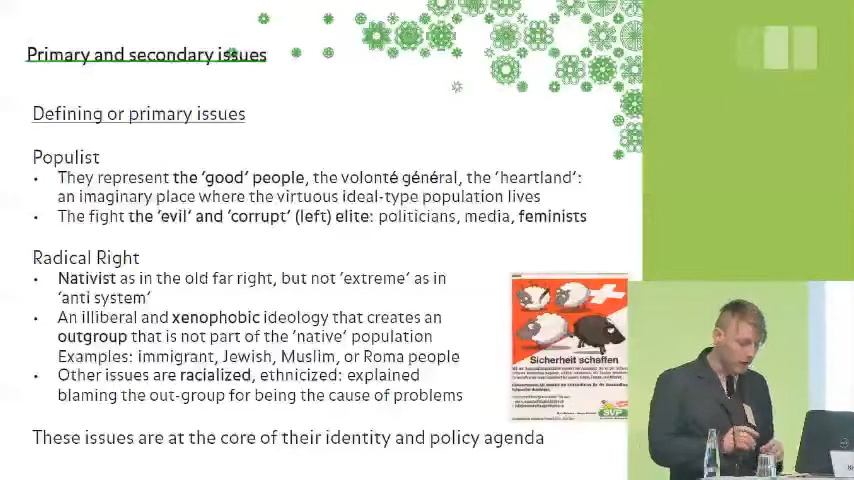 Primary and secondary issues
Defining or primary issues
Populist
• They represent the 'good' people, the volonté général, the 'heartland':
an imaginary place where the virtuous ideal-type population lives
• The fight the 'evil' and 'corrupt' (left) elite: politicians, media, feminists
Radical Right
• Nativist as in the old far right, but not 'extreme' as in
'anti system'
• An illiberal and xenophobic ideology that creates an
outgroup that is not part of the 'native' population
Examples: immigrant, Jewish, Muslim, or Roma people
• Other issues are racialized, ethnicized: explained
blaming the out-group for being the cause of problems
These issues are at the core of their identity and policy agenda
Sicherheit schaffen
SVP